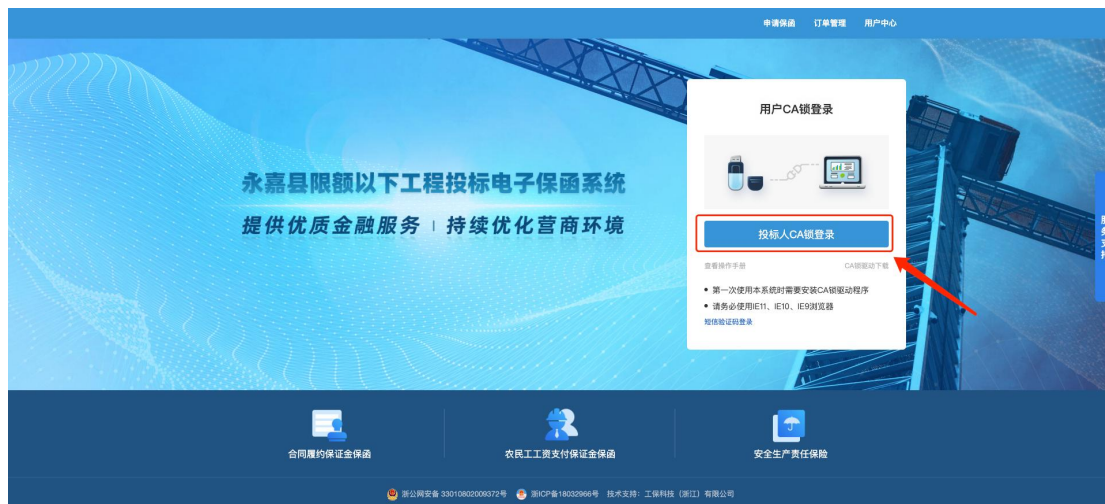 申请保函 订单管理 用户中心
用户CA锁登录
永嘉县限额以下工程投标电子保函系统
提供优质金融服务 | 持续优化营商环境
投标人CA锁登录
查看操作手册 CA锁驱动下载
• 第一次使用本系统时需要安装CA锁驱动程序
• 请务必使用IE11、IE10、IE9浏览器
短信验证码登录
服务支持
合同履约保证金保函 农民工工资支付保证金保函 安全生产责任保险
浙公网安备 33010802009372号 浙ICP备18032966号 技术支持：工保科技（浙江）有限公司